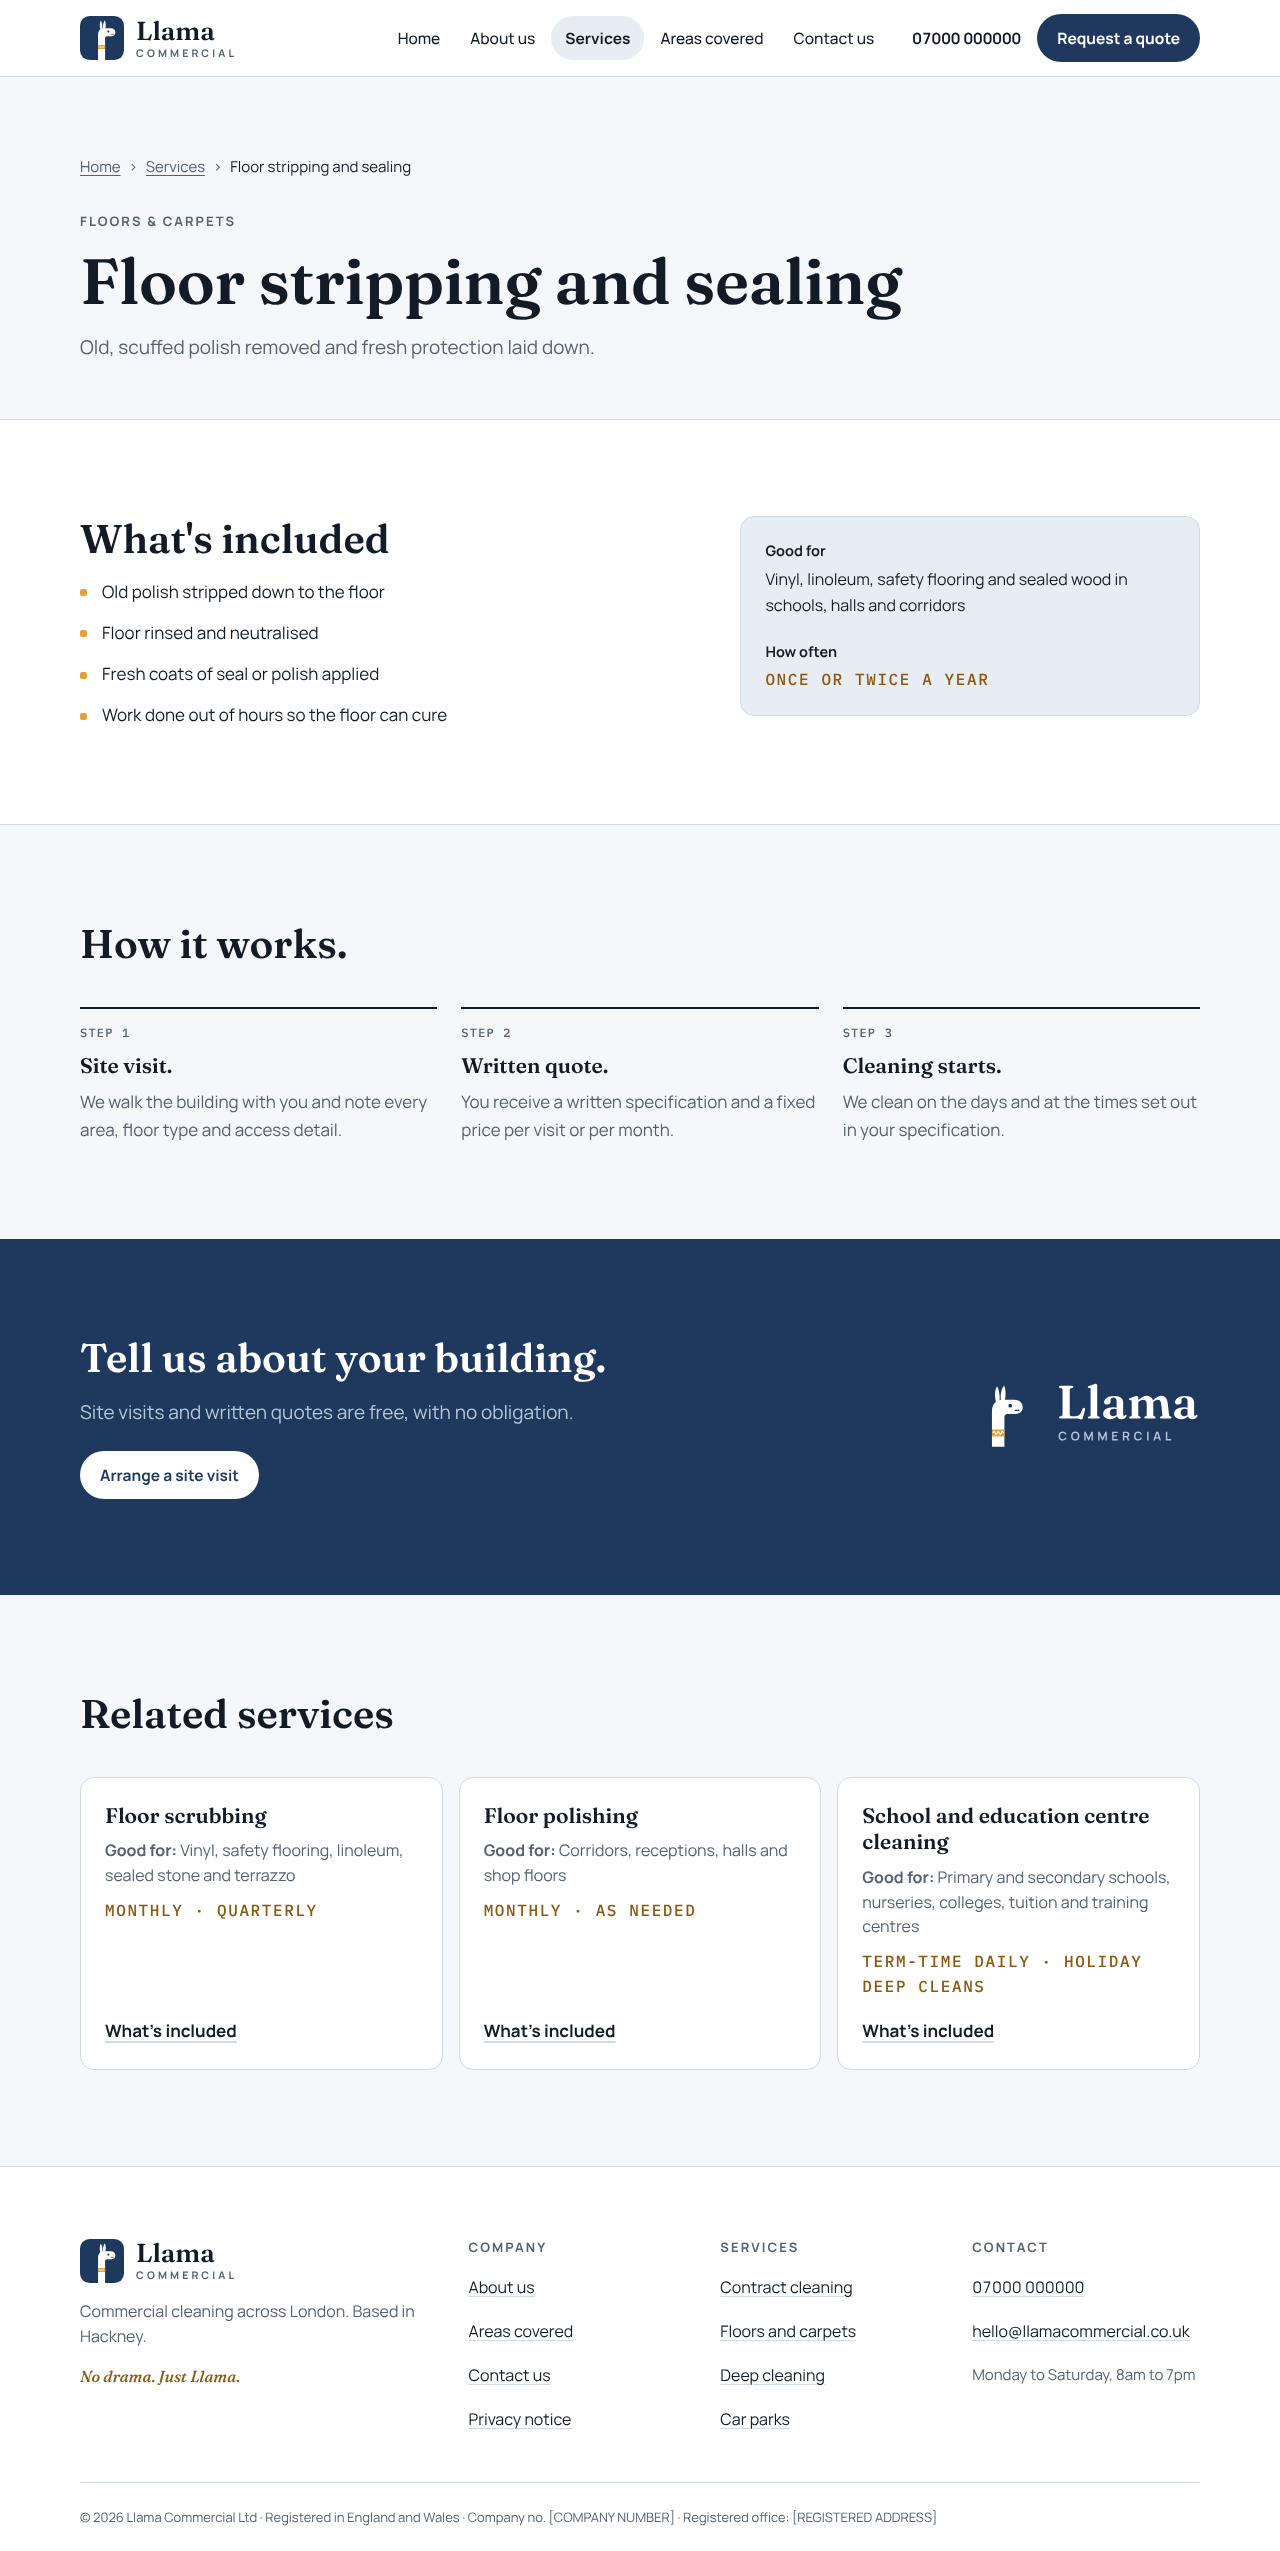 Llama
COMMERCIAL
Home About us Services Areas covered Contact us 07000 000000 Request a quote
Home › Services › Floor stripping and sealing
FLOORS & CARPETS
Floor stripping and sealing
Old, scuffed polish removed and fresh protection laid down.
What's included
Old polish stripped down to the floor
Floor rinsed and neutralised
Fresh coats of seal or polish applied
Work done out of hours so the floor can cure
Good for
Vinyl, linoleum, safety flooring and sealed wood in
schools, halls and corridors
How often
ONCE OR TWICE A YEAR
How it works.
STEP 1
Site visit.
We walk the building with you and note every
area, floor type and access detail.
STEP 2
Written quote.
You receive a written specification and a fixed
price per visit or per month.
STEP 3
Cleaning starts.
We clean on the days and at the times set out
in your specification.
Tell us about your building.
Site visits and written quotes are free, with no obligation.
Arrange a site visit
Llama
COMMERCIAL
Related services
Floor scrubbing
Good for: Vinyl, safety flooring, linoleum,
sealed stone and terrazzo
MONTHLY · QUARTERLY
What’s included
Floor polishing
Good for: Corridors, receptions, halls and
shop floors
MONTHLY · AS NEEDED
What’s included
School and education centre
cleaning
Good for: Primary and secondary schools,
nurseries, colleges, tuition and training
centres
TERM-TIME DAILY · HOLIDAY
DEEP CLEANS
What’s included
Llama
COMMERCIAL
Commercial cleaning across London. Based in
Hackney.
No drama. Just Llama.
COMPANY
About us
Areas covered
Contact us
Privacy notice
SERVICES
Contract cleaning
Floors and carpets
Deep cleaning
Car parks
CONTACT
07000 000000
hello@llamacommercial.co.uk
Monday to Saturday, 8am to 7pm
© 2026 Llama Commercial Ltd · Registered in England and Wales · Company no. [COMPANY NUMBER] · Registered office: [REGISTERED ADDRESS]